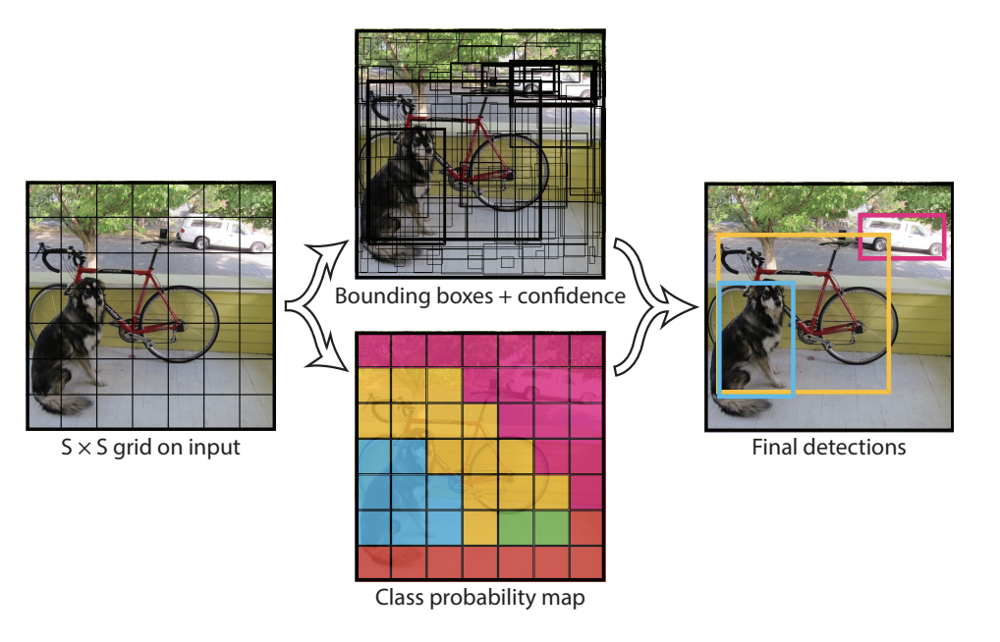 S × S grid on input
Bounding boxes + confidence
Class probability map
Final detections